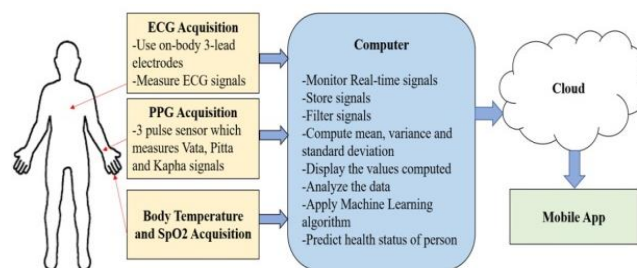 ECG Acquisition
-Use on-body 3-lead
electrodes
-Measure ECG signals
PPG Acquisition
-3 pulse sensor which
measures Vata, Pitta
and Kapha signals
Body Temperature
and SpO2 Acquisition
Computer
-Monitor Real-time signals
-Store signals
-Filter signals
-Compute mean, variance and
standard deviation
-Display the values computed
-Analyze the data
-Apply Machine Learning
algorithm
-Predict health status of person
Cloud
Mobile App